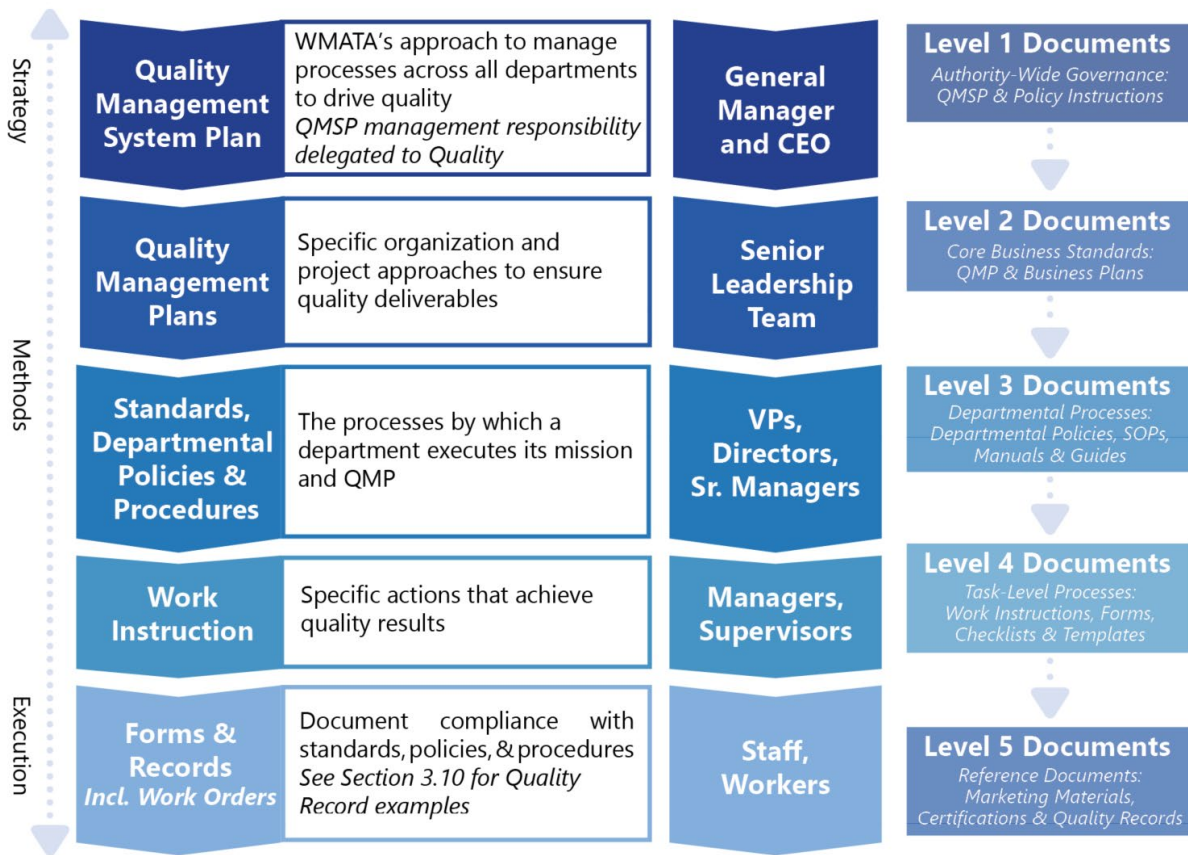 Strategy
Quality
Management
System Plan
WMATA’s approach to manage
processes across all departments
to drive quality
QMSP management responsibility
delegated to Quality
General
Manager
and CEO
Level 1 Documents
Authority-Wide Governance:
QMSP & Policy Instructions
Methods
Quality
Management
Plans
Specific organization and
project approaches to ensure
quality deliverables
Senior
Leadership
Team
Level 2 Documents
Core Business Standards:
QMP & Business Plans
Standards,
Departmental
Policies &
Procedures
The processes by which a
department executes its mission
and QMP
VPs,
Directors,
Sr. Managers
Level 3 Documents
Departmental Processes:
Departmental Policies, SOPs,
Manuals & Guides
Work
Instruction
Specific actions that achieve
quality results
Managers,
Supervisors
Level 4 Documents
Task-Level Processes:
Work Instructions, Forms,
Checklists & Templates
Execution
Forms &
Records
Incl. Work Orders
Document compliance with
standards, policies, & procedures
See Section 3.10 for Quality
Record examples
Staff,
Workers
Level 5 Documents
Reference Documents:
Marketing Materials,
Certifications & Quality Records